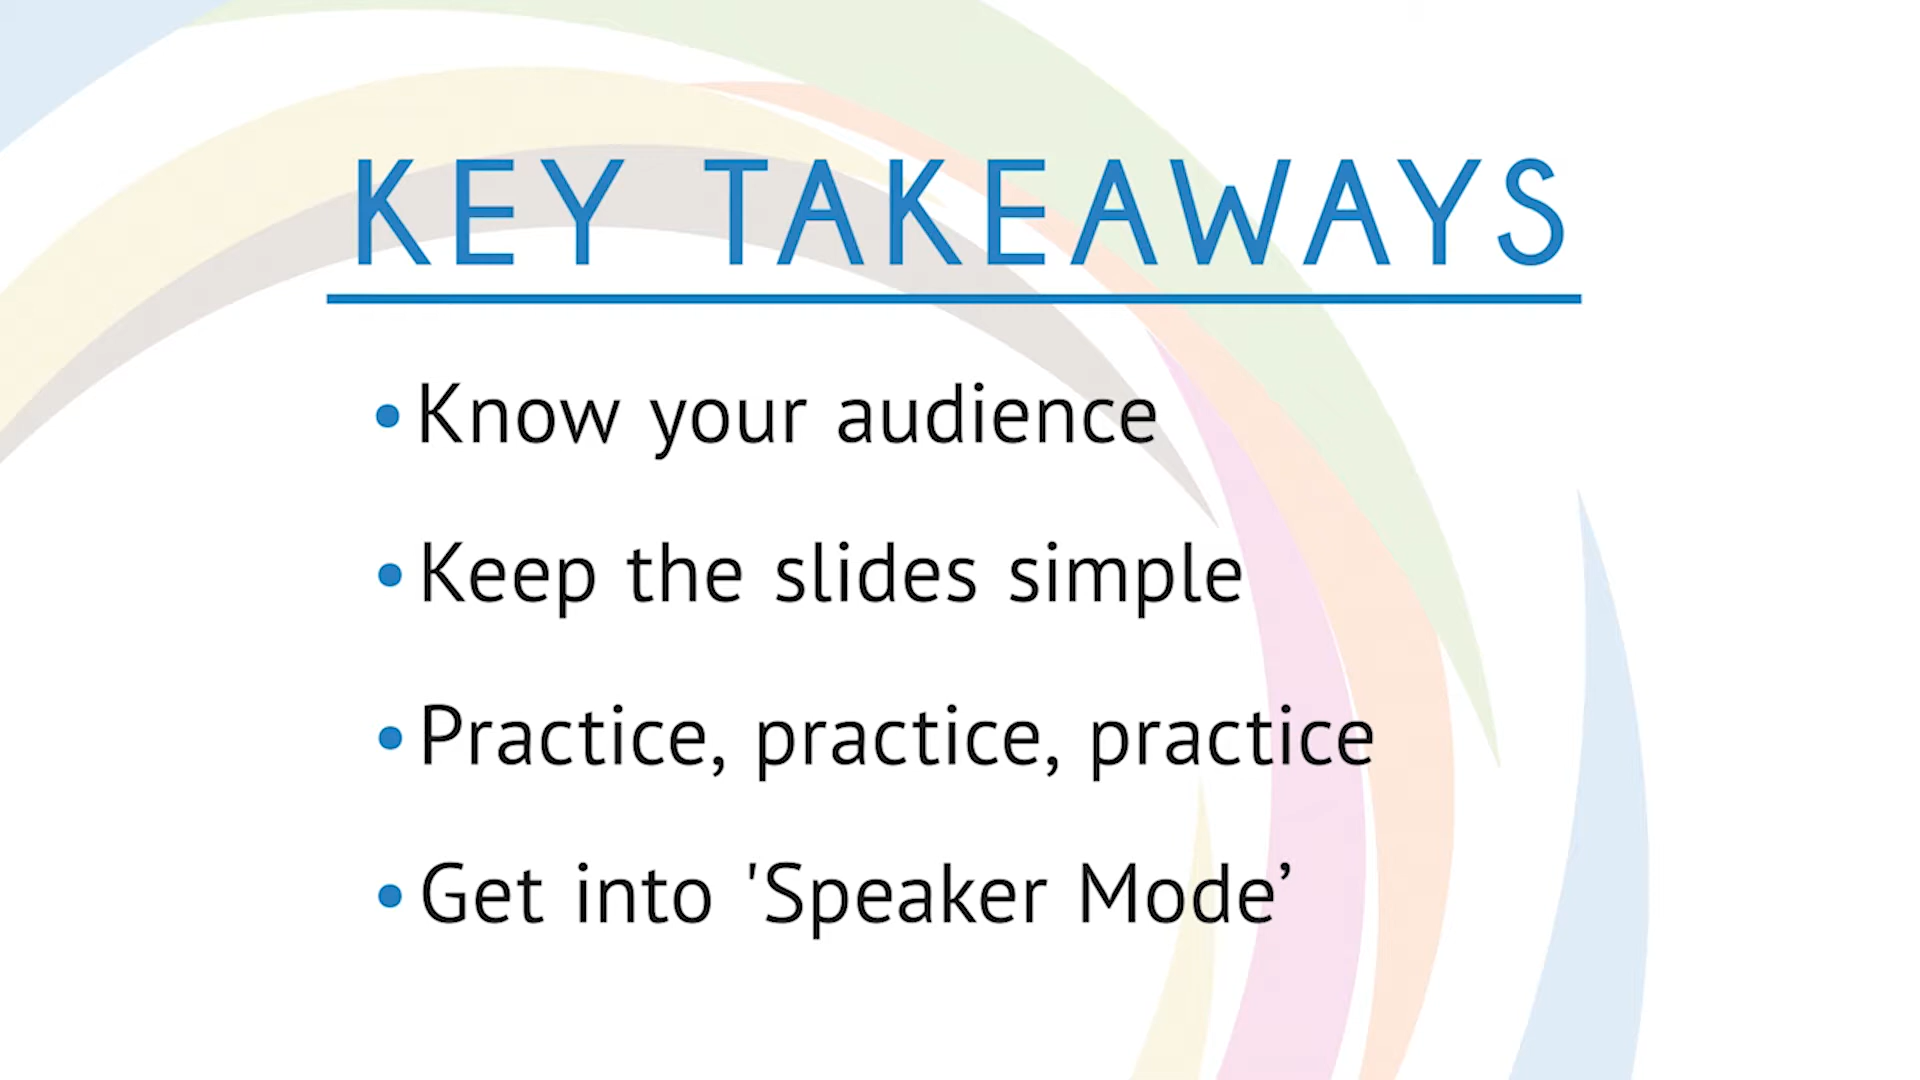 KEY TAKEAWAYS
•Know your audience
•Keep the slides simple
•Practice, practice, practice
•Get into 'Speaker Mode’